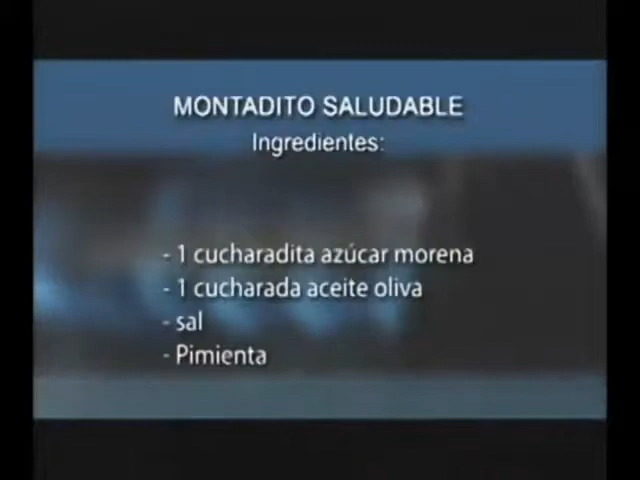 MONTADITO SALUDABLE
Ingredientes:
- 1 cucharadita azúcar morena
- 1 cucharada aceite oliva
- sal
- Pimienta